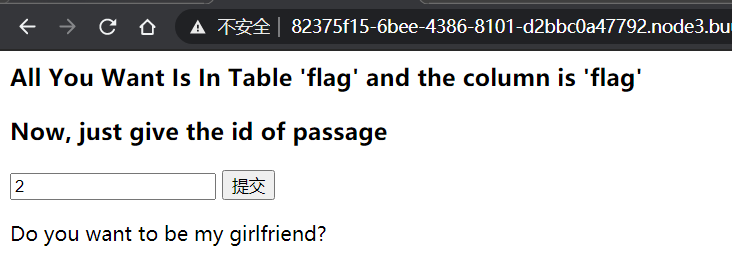 不安全 | 82375f15-6bee-4386-8101-d2bbc0a47792.node3.buu
All You Want Is In Table 'flag' and the column is 'flag'
Now, just give the id of passage
2 提交
Do you want to be my girlfriend?